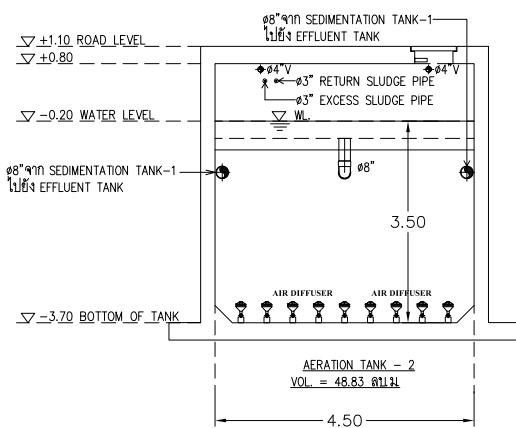 ø8"จาก SEDIMENTATION TANK-1
ไปยัง EFFLUENT TANK
+1.10 ROAD LEVEL
+0.80
ø4"V
ø4"V
ø3" RETURN SLUDGE PIPE
ø3" EXCESS SLUDGE PIPE
-0.20 WATER LEVEL
WL.
ø8"จาก SEDIMENTATION TANK-1
ไปยัง EFFLUENT TANK
ø8"
3.50
AIR DIFFUSER
AIR DIFFUSER
-3.70 BOTTOM OF TANK
AERATION TANK - 2
VOL. = 48.83 ลบ.ม
4.50